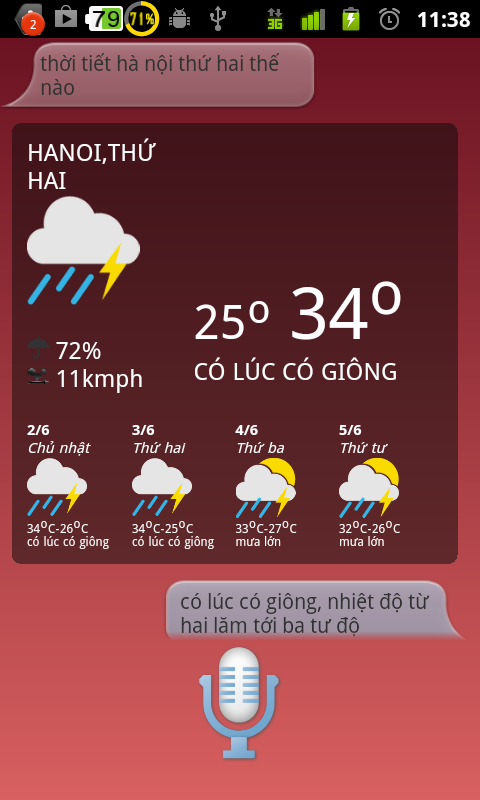 2 79 71% 3G 11:38
thời tiết hà nội thứ hai thế
nào
HANOI,THỨ
HAI
25º 34º
72%
11kmph
CÓ LÚC CÓ GIÔNG
2/6 3/6 4/6 5/6
Chủ nhật Thứ hai Thứ ba Thứ tư
34ºC-26ºC 34ºC-25ºC 33ºC-27ºC 32ºC-26ºC
có lúc có giông có lúc có giông mưa lớn mưa lớn
có lúc có giông, nhiệt độ từ
hai lăm tới ba tư độ